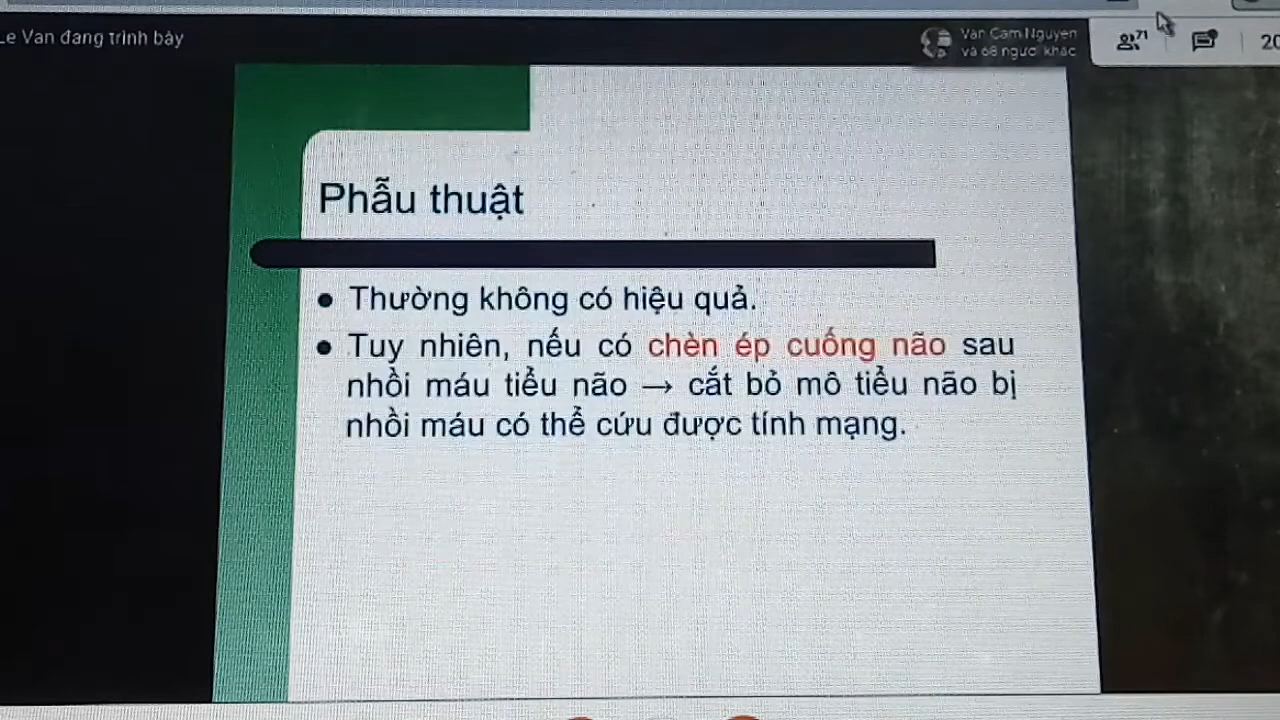 Le Van đang trình bày
Van Cam Nguyen
và 68 người khác
71
20
Phẫu thuật
Thường không có hiệu quả.
Tuy nhiên, nếu có chèn ép cuống não sau
nhồi máu tiểu não → cắt bỏ mô tiểu não bị
nhồi máu có thể cứu được tính mạng.